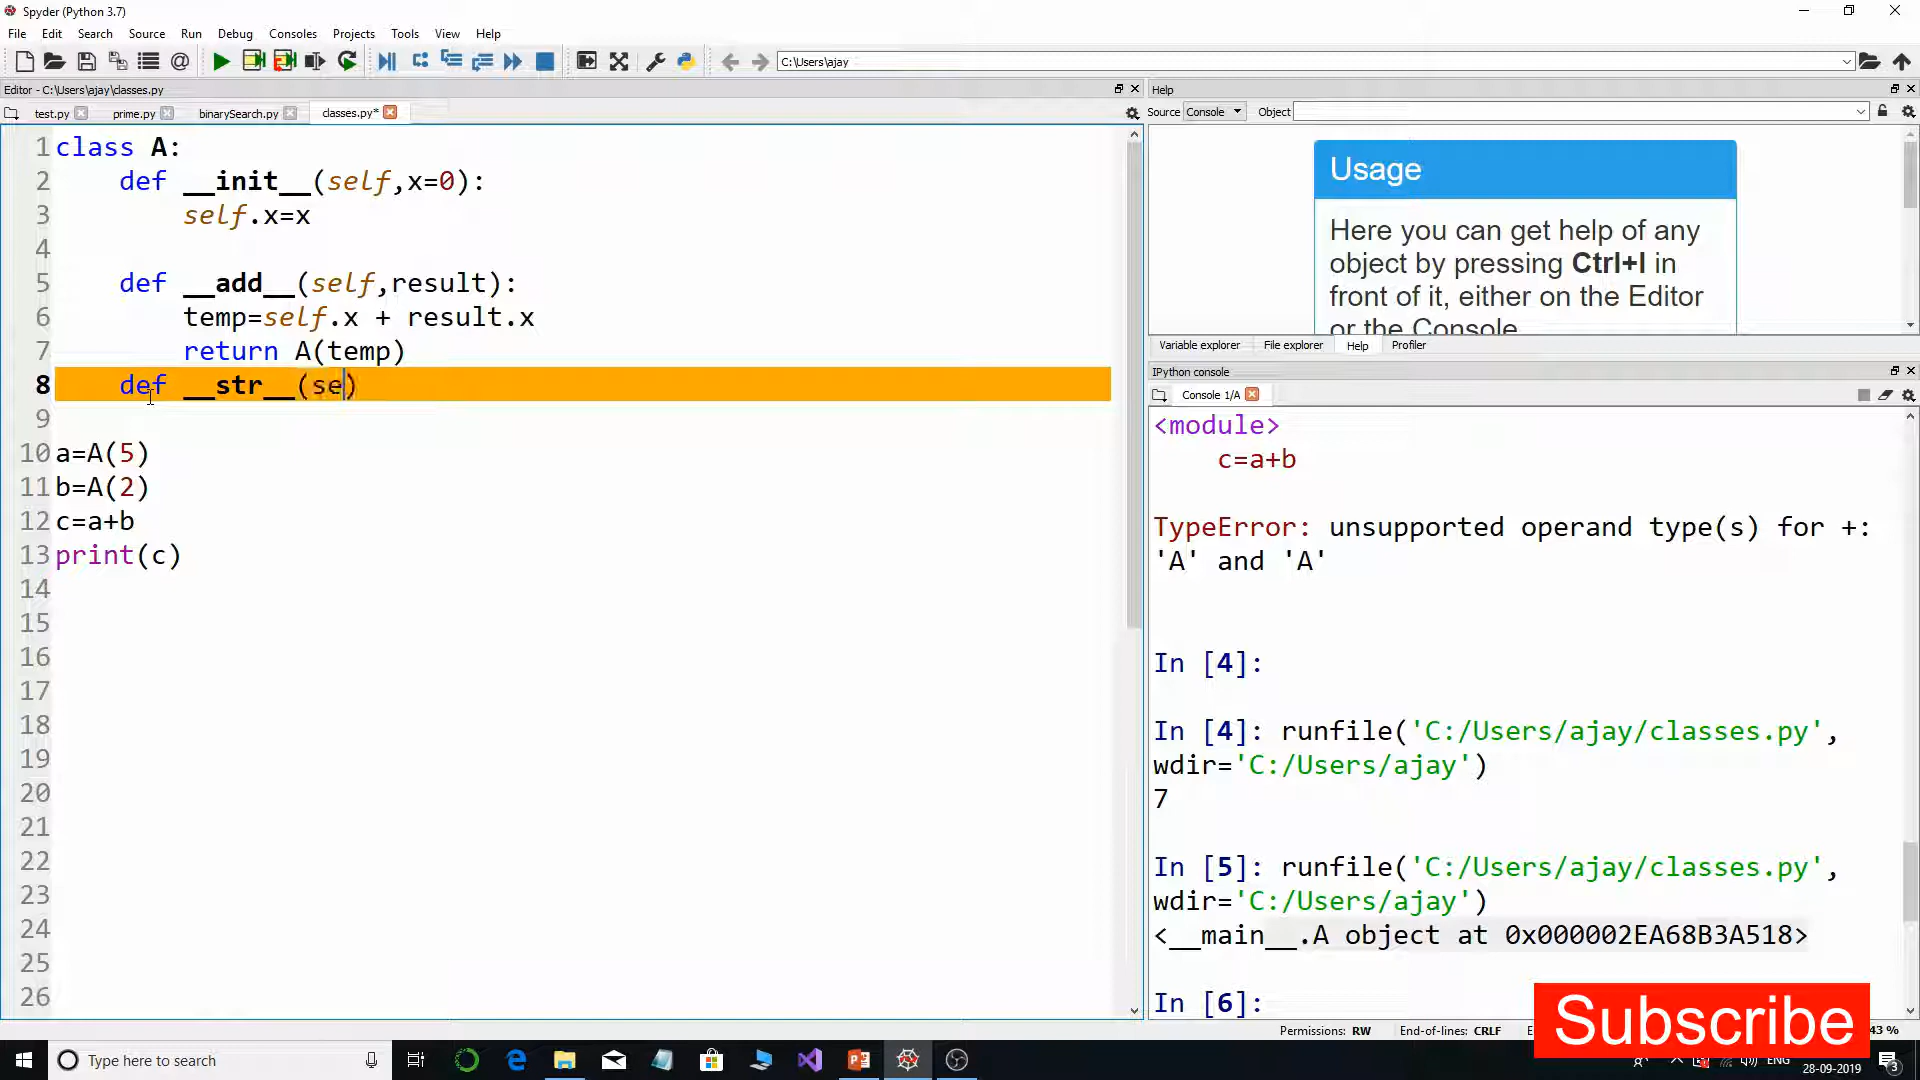 Spyder (Python 3.7)
File Edit Search Source Run Debug Consoles Projects Tools View Help
C:\Users\ajay
Editor - C:\Users\ajay\classes.py
test.py prime.py binarySearch.py classes.py*
1 class A:
2 def __init__(self,x=0):
3 self.x=x
4
5 def __add__(self,result):
6 temp=self.x + result.x
7 return A(temp)
8 def __str__(se)
9
10 a=A(5)
11 b=A(2)
12 c=a+b
13 print(c)
14
15
16
17
18
19
20
21
22
23
24
25
26
Help
Source Console Object
Usage
Here you can get help of any
object by pressing Ctrl+I in
front of it, either on the Editor
or the Console.
Variable explorer File explorer Help Profiler
IPython console
Console 1/A
<module>
c=a+b
TypeError: unsupported operand type(s) for +:
'A' and 'A'
In [4]:
In [4]: runfile('C:/Users/ajay/classes.py',
wdir='C:/Users/ajay')
7
In [5]: runfile('C:/Users/ajay/classes.py',
wdir='C:/Users/ajay')
<__main__.A object at 0x000002EA68B3A518>
In [6]:
Subscribe
Permissions: RW End-of-lines: CRLF 43 %
Type here to search
ENG
28-09-2019
3